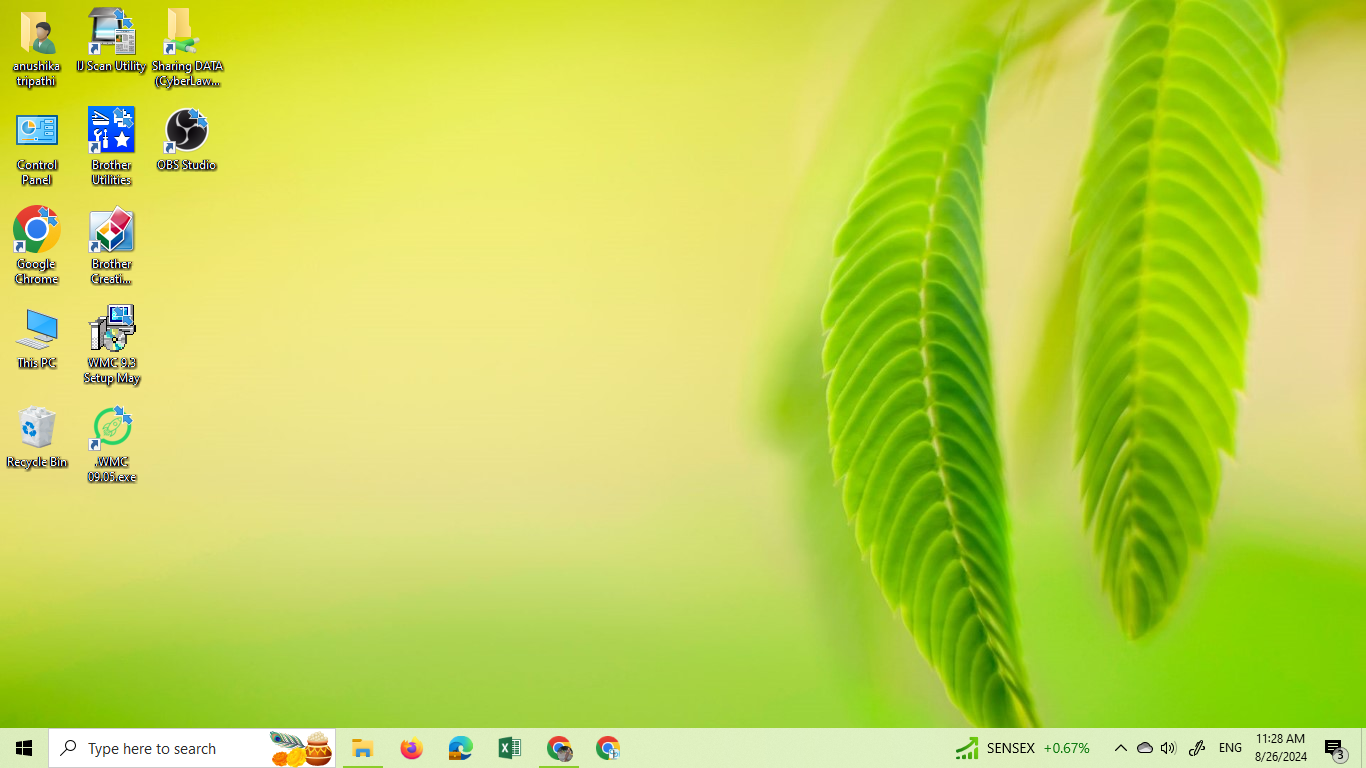 anushika
tripathi
IJ Scan Utility
Sharing DATA
(CyberLaw...
Control
Panel
Brother
Utilities
OBS Studio
Google
Chrome
Brother
Creati...
This PC
WMC 9.3
Setup May
Recycle Bin
.WMC
09.05.exe
Type here to search
SENSEX +0.67%
ENG
11:28 AM
8/26/2024
3